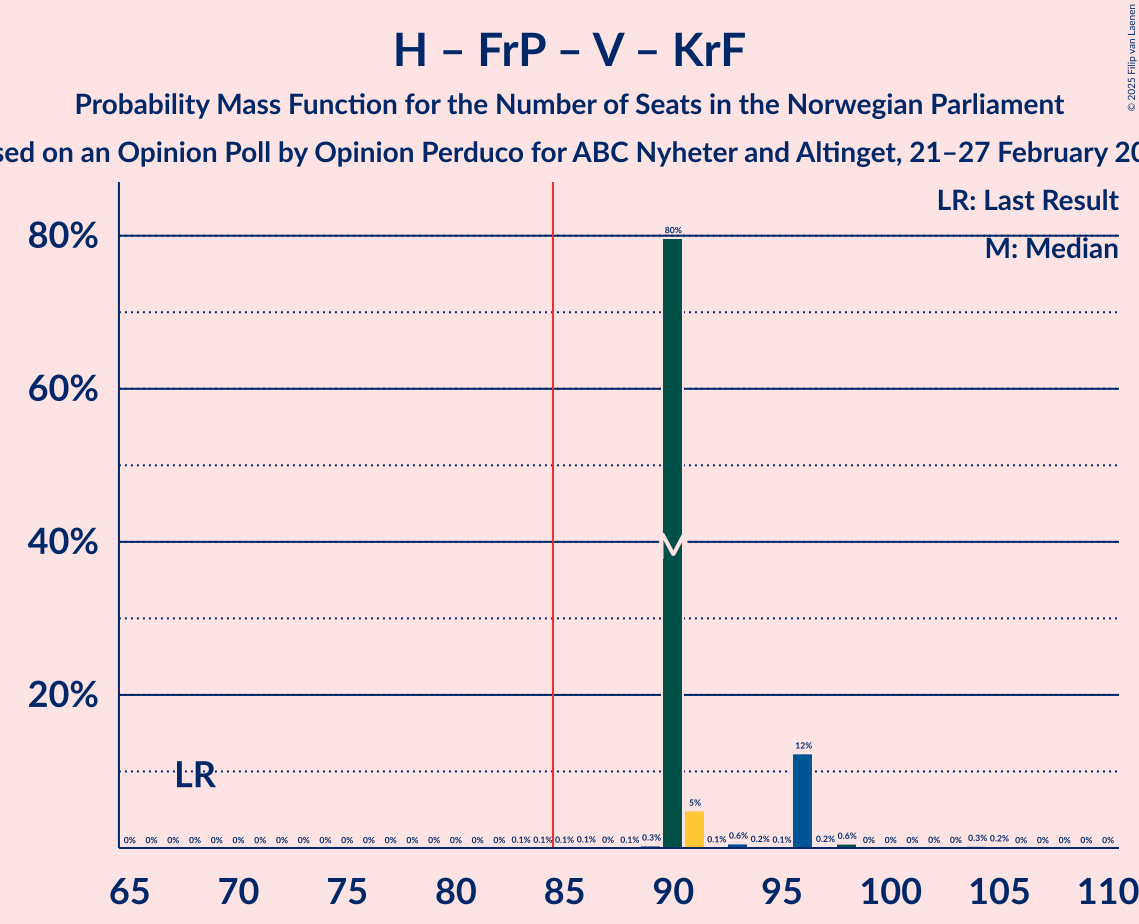 H – FrP – V – KrF
Probability Mass Function for the Number of Seats in the Norwegian Parliament
on an Opinion Poll by Opinion Perduco for ABC Nyheter and Altinget, 21–27 February
© 2025 Filip van Laenen
LR: Last Result
M: Median
80%
60%
40%
20%
LR
M
0% 0% 0% 0% 0% 0% 0% 0% 0% 0% 0% 0% 0% 0% 0% 0% 0% 0% 0.1% 0.1% 0.1% 0.1% 0% 0.1% 0.3% 80% 5% 0.1% 0.6% 0.2% 0.1% 12% 0.2% 0.6% 0% 0% 0% 0% 0% 0.3% 0.2% 0% 0% 0% 0% 0%
65 70 75 80 85 90 95 100 105 110